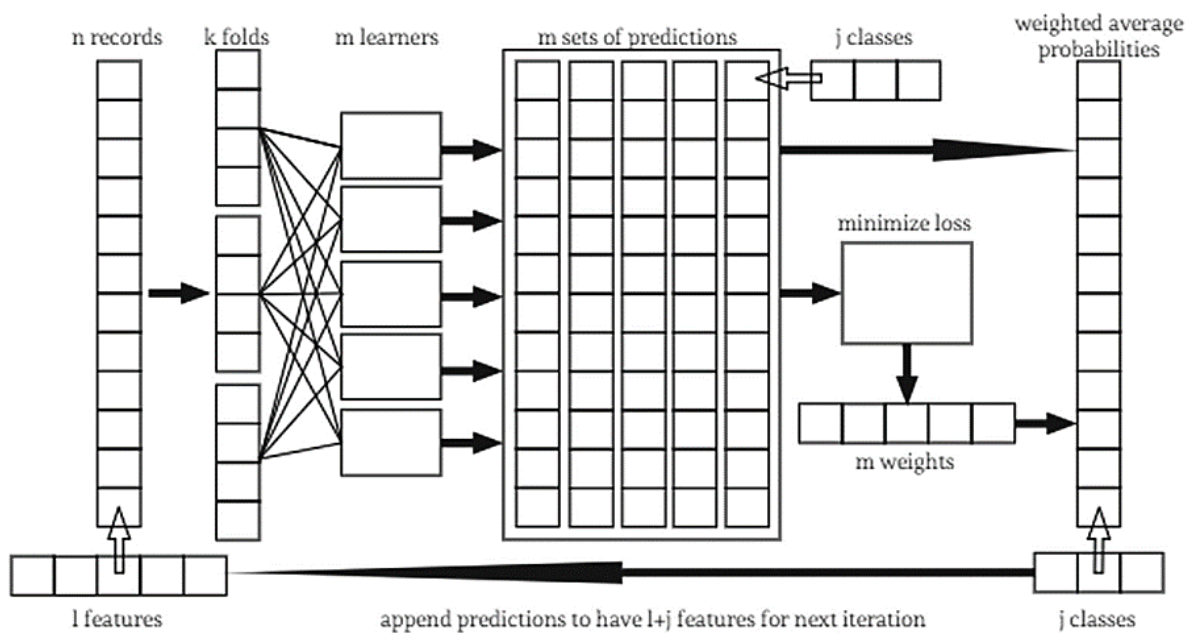 n records
k folds
m learners
m sets of predictions
j classes
weighted average
probabilities
minimize loss
m weights
l features
append predictions to have l+j features for next iteration
j classes